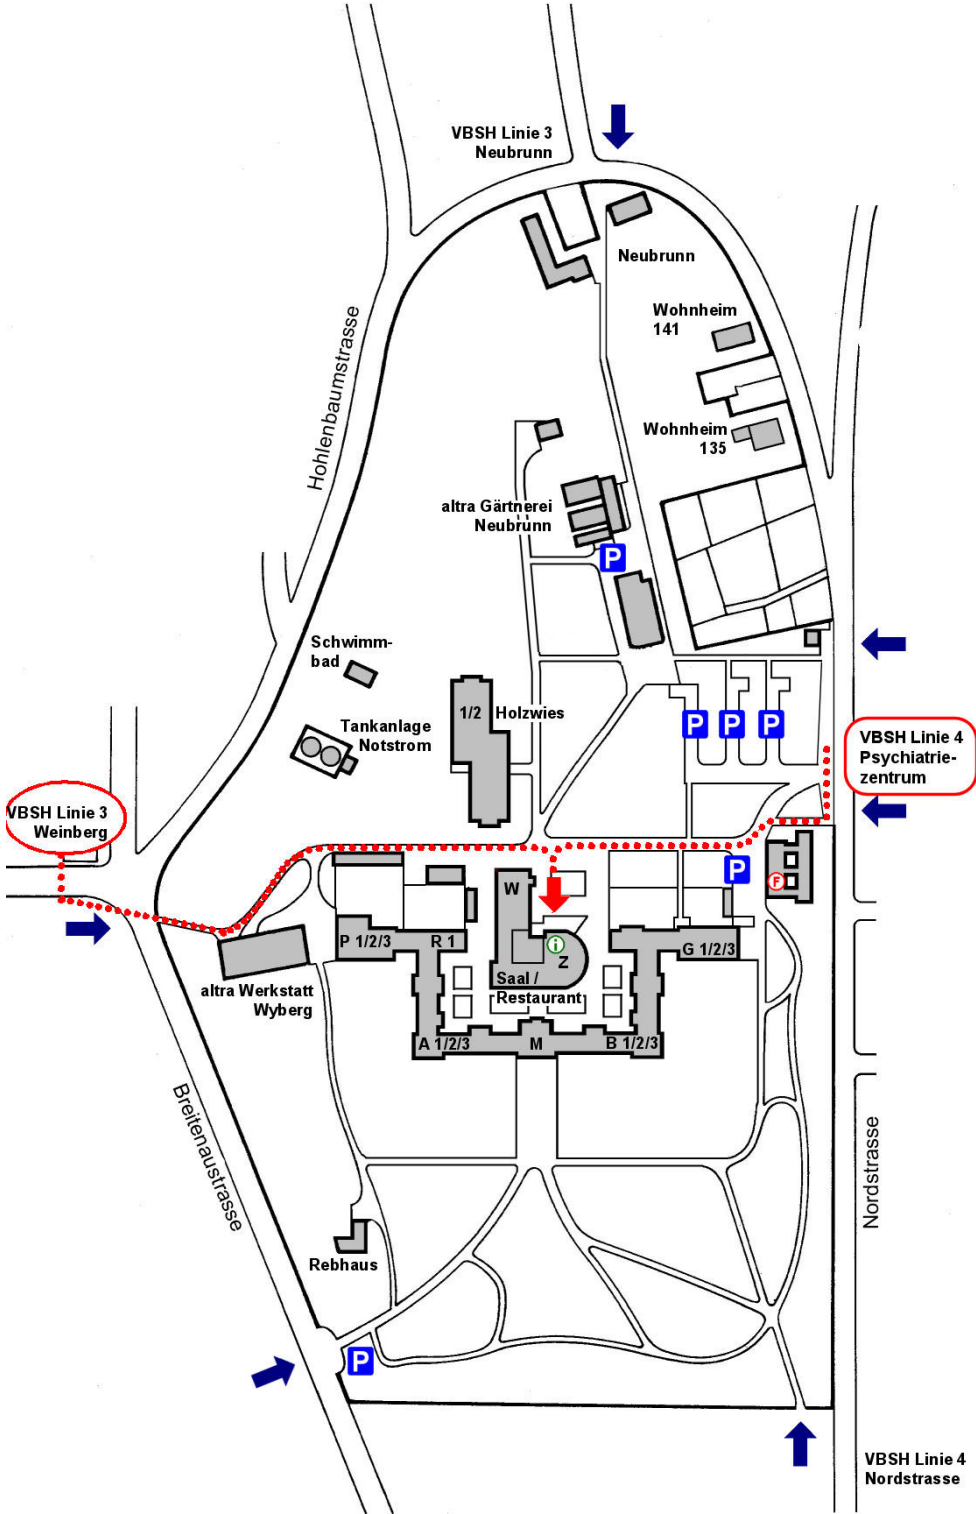 VBSH Linie 3
Neubrunn
Neubrunn
Wohnheim
141
Hohlenbaumstrasse
Wohnheim
135
altra Gärtnerei
Neubrunn
P
Schwimm-
bad
1/2 Holzwies
Tankanlage
Notstrom
P
P
P
VBSH Linie 4
Psychiatrie-
zentrum
VBSH Linie 3
Weinberg
P
F
W
P 1/2/3
R 1
i
Z
G 1/2/3
Saal /
Restaurant
altra Werkstatt
Wyberg
A 1/2/3
M
B 1/2/3
Breitenaustrasse
Nordstrasse
Rebhaus
P
VBSH Linie 4
Nordstrasse